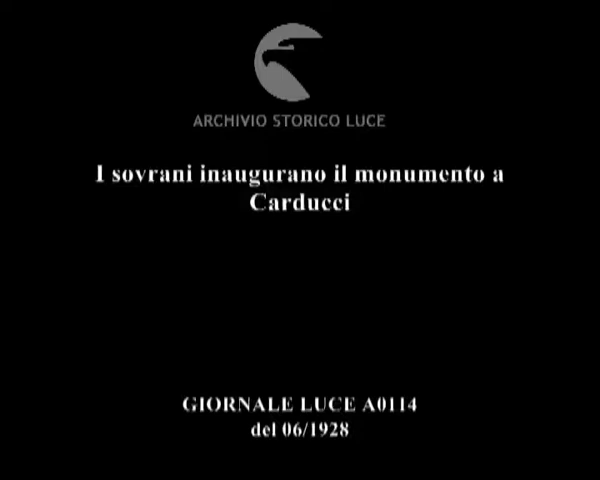 ARCHIVIO STORICO LUCE
I sovrani inaugurano il monumento a
Carducci
GIORNALE LUCE A0114
del 06/1928